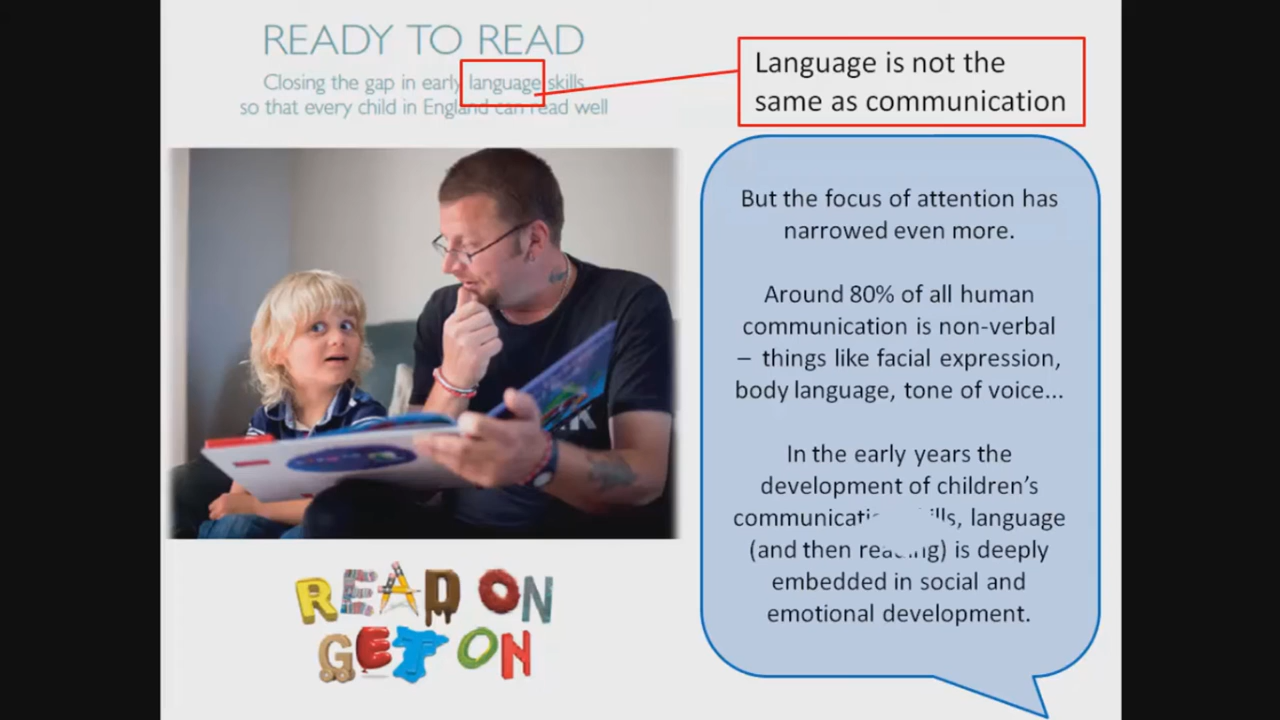 READY TO READ
Closing the gap in early language skills
so that every child in England can read well
Language is not the
same as communication
But the focus of attention has
narrowed even more.
Around 80% of all human
communication is non-verbal
– things like facial expression,
body language, tone of voice...
In the early years the
development of children's
communication skills, language
(and then reading) is deeply
embedded in social and
emotional development.
READ ON
GET ON